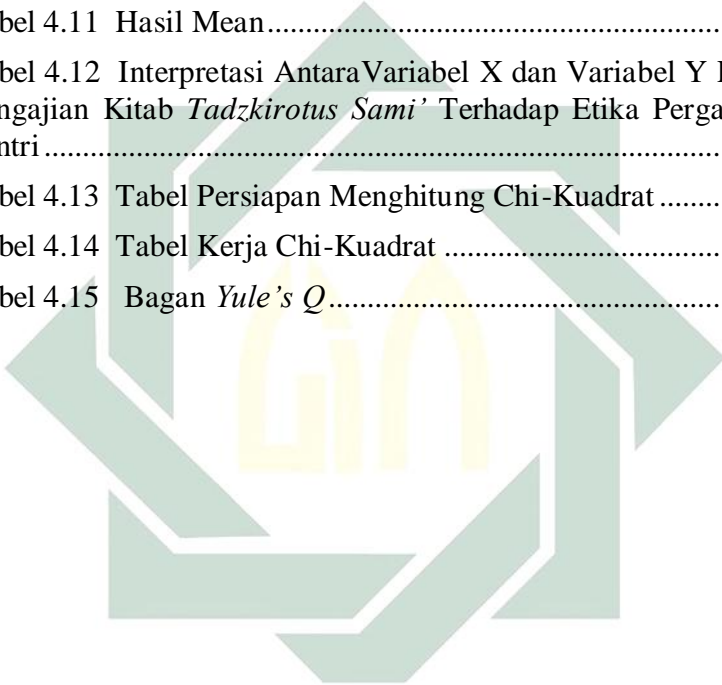 bel 4.11 Hasil Mean........................................................
bel 4.12 Interpretasi AntaraVariabel X dan Variabel Y
ngajian Kitab Tadzkirotus Sami’ Terhadap Etika Perga
ntri........................................................................................
bel 4.13 Tabel Persiapan Menghitung Chi-Kuadrat........
bel 4.14 Tabel Kerja Chi-Kuadrat ...................................
bel 4.15 Bagan Yule’s Q..................................................